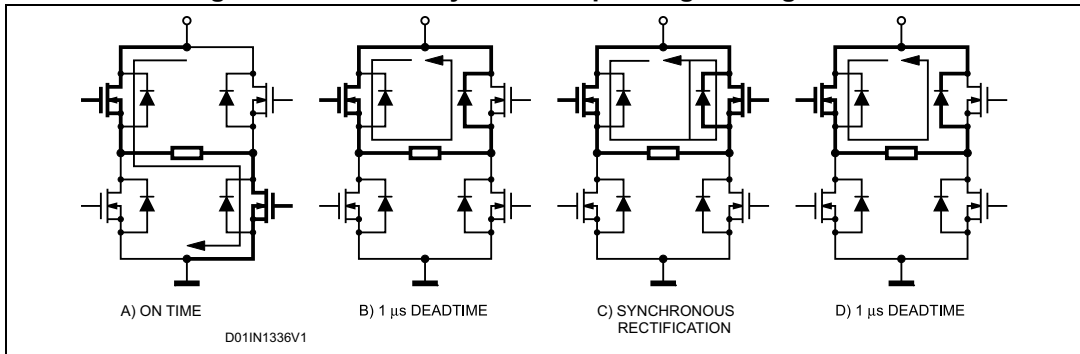 A) ON TIME
B) 1 μs DEADTIME
C) SYNCHRONOUS
RECTIFICATION
D) 1 μs DEADTIME
D01IN1336V1